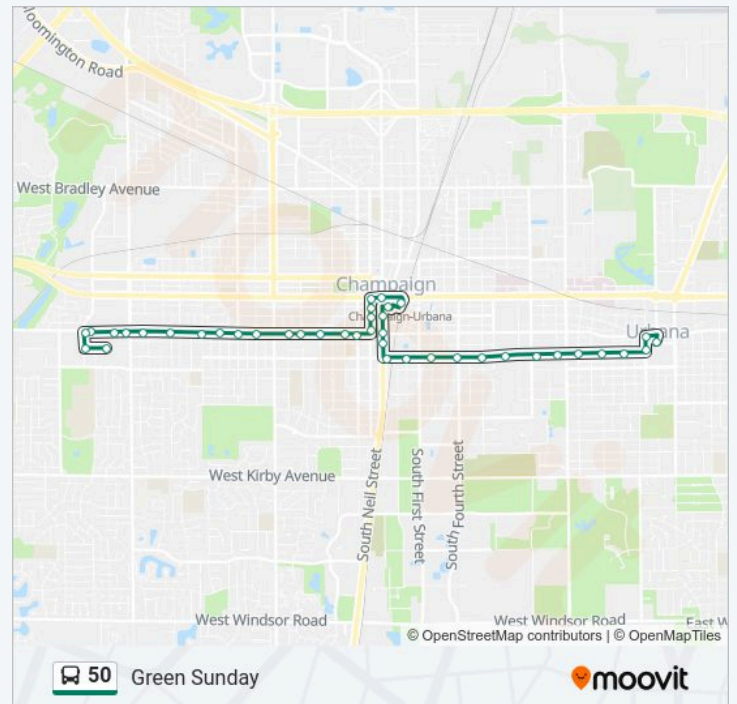 Bloomington Road
West Bradley Avenue
Champaign
Champaign-Urbana
Urbana
West Kirby Avenue
South Neil Street
South First Street
South Fourth Street
West Windsor Road
West Windsor Road
East W
© OpenStreetMap contributors | © OpenMapTiles
50
Green Sunday
moovit